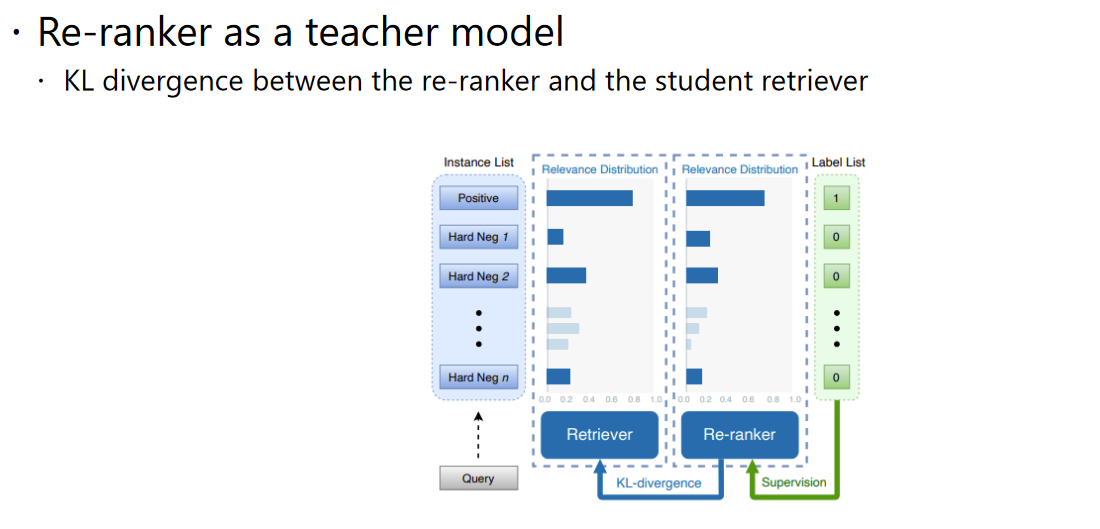 • Re-ranker as a teacher model
• KL divergence between the re-ranker and the student retriever
Instance List
Relevance Distribution
Relevance Distribution
Label List
Positive
1
Hard Neg 1
0
Hard Neg 2
0
Hard Neg n
0
0.0 0.2 0.4 0.6 0.8 1.0
0.0 0.2 0.4 0.6 0.8 1.0
Retriever
Re-ranker
Query
KL-divergence
Supervision